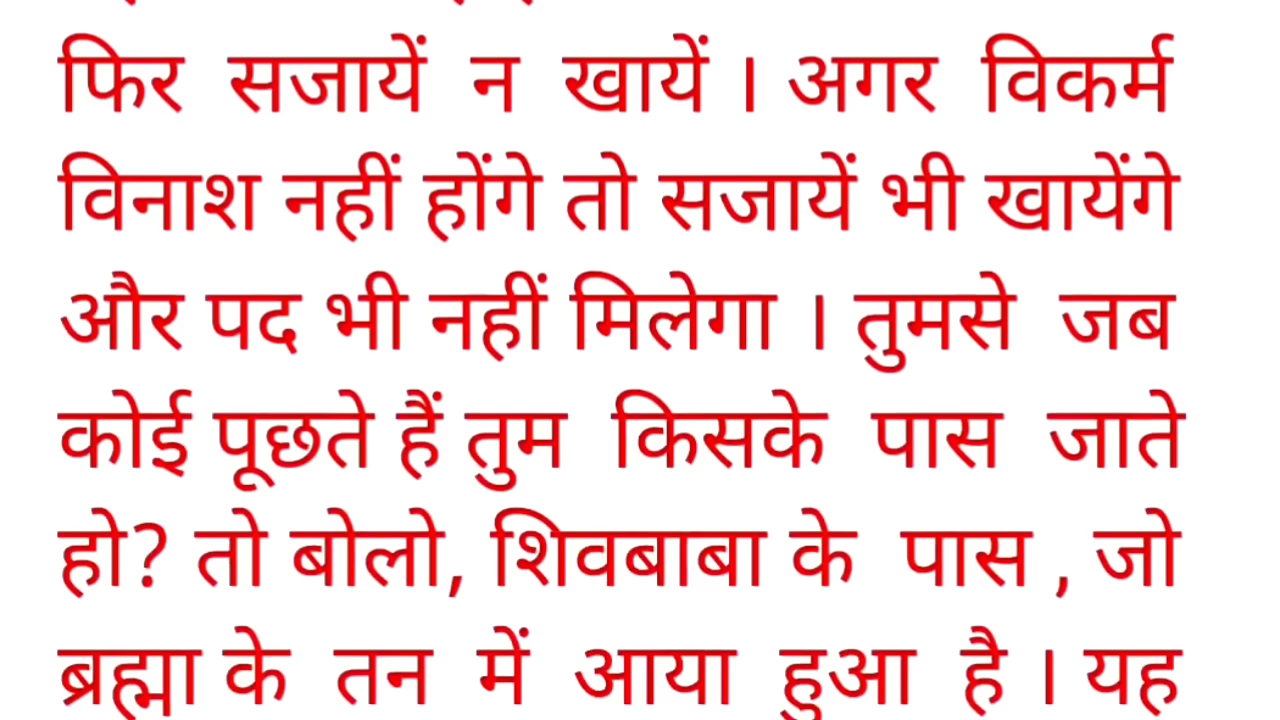 फिर सजायें न खायें । अगर विकर्म
विनाश नहीं होंगे तो सजायें भी खायेंगे
और पद भी नहीं मिलेगा । तुमसे जब
कोई पूछते हैं तुम किसके पास जाते
हो? तो बोलो, शिवबाबा के पास , जो
ब्रह्मा के तन में आया हुआ है । यह